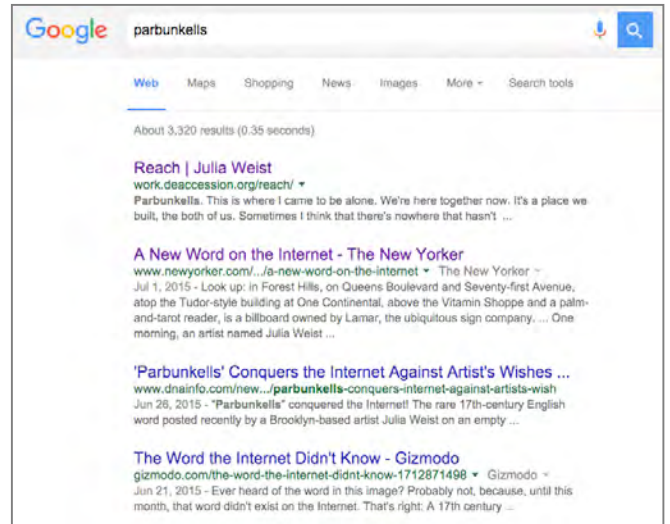 Google parbunkells
Web Maps Shopping News Images More Search tools
About 3,320 results (0.35 seconds)
Reach | Julia Weist
work.deaccession.org/reach/
Parbunkells. This is where I came to be alone. We're here together now. It's a place we
built, the both of us. Sometimes I think that there's nowhere that hasn't ...
A New Word on the Internet - The New Yorker
www.newyorker.com/.../a-new-word-on-the-internet The New Yorker
Jul 1, 2015 - Look up: in Forest Hills, on Queens Boulevard and Seventy-first Avenue,
atop the Tudor-style building at One Continental, above the Vitamin Shoppe and a palm-
and-tarot reader, is a billboard owned by Lamar, the ubiquitous sign company. ... One
morning, an artist named Julia Weist ...
'Parbunkells' Conquers the Internet Against Artist's Wishes ...
www.dnainfo.com/new.../parbunkells-conquers-internet-against-artists-wish
Jun 26, 2015 - "Parbunkells" conquered the Internet! The rare 17th-century English
word posted recently by a Brooklyn-based artist Julia Weist on an empty ...
The Word the Internet Didn't Know - Gizmodo
gizmodo.com/the-word-the-internet-didnt-know-1712871498 Gizmodo
Jun 21, 2015 - Ever heard of the word in this image? Probably not, because, until this
month, that word didn't exist on the Internet. That's right: A 17th century ...